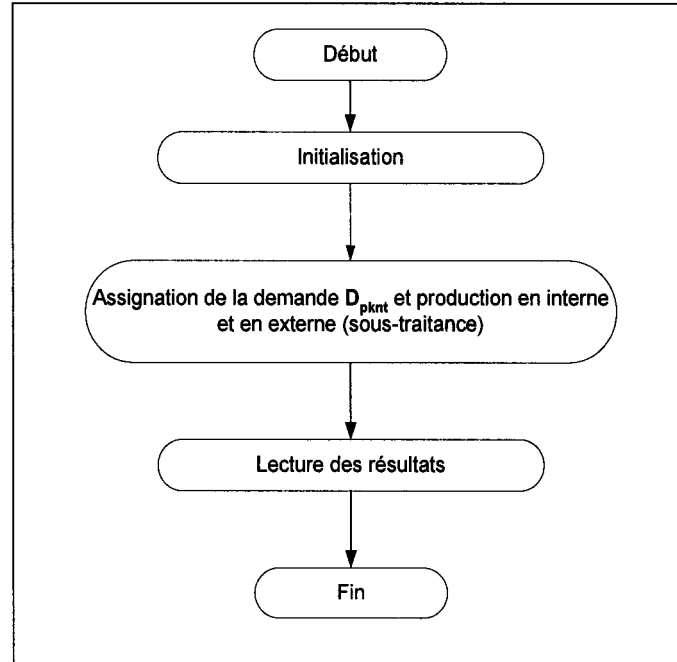 Début
Initialisation
Assignation de la demande D_pknt et production en interne
et en externe (sous-traitance)
Lecture des résultats
Fin